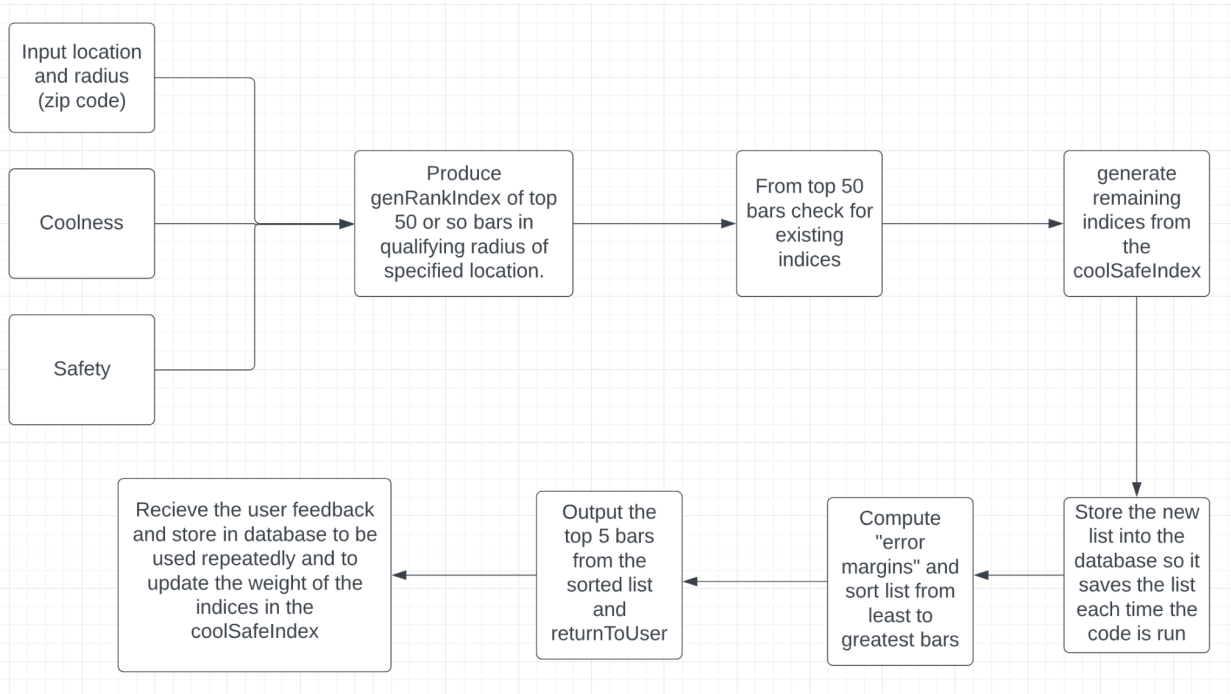 Input location
and radius
(zip code)
Coolness
Safety
Produce
genRankIndex of top
50 or so bars in
qualifying radius of
specified location.
From top 50
bars check for
existing
indices
generate
remaining
indices from
the
coolSafeIndex
Store the new
list into the
database so it
saves the list
each time the
code is run
Compute
"error
margins" and
sort list from
least to
greatest bars
Output the
top 5 bars
from the
sorted list
and
returnToUser
Recieve the user feedback
and store in database to be
used repeatedly and to
update the weight of the
indices in the
coolSafeIndex